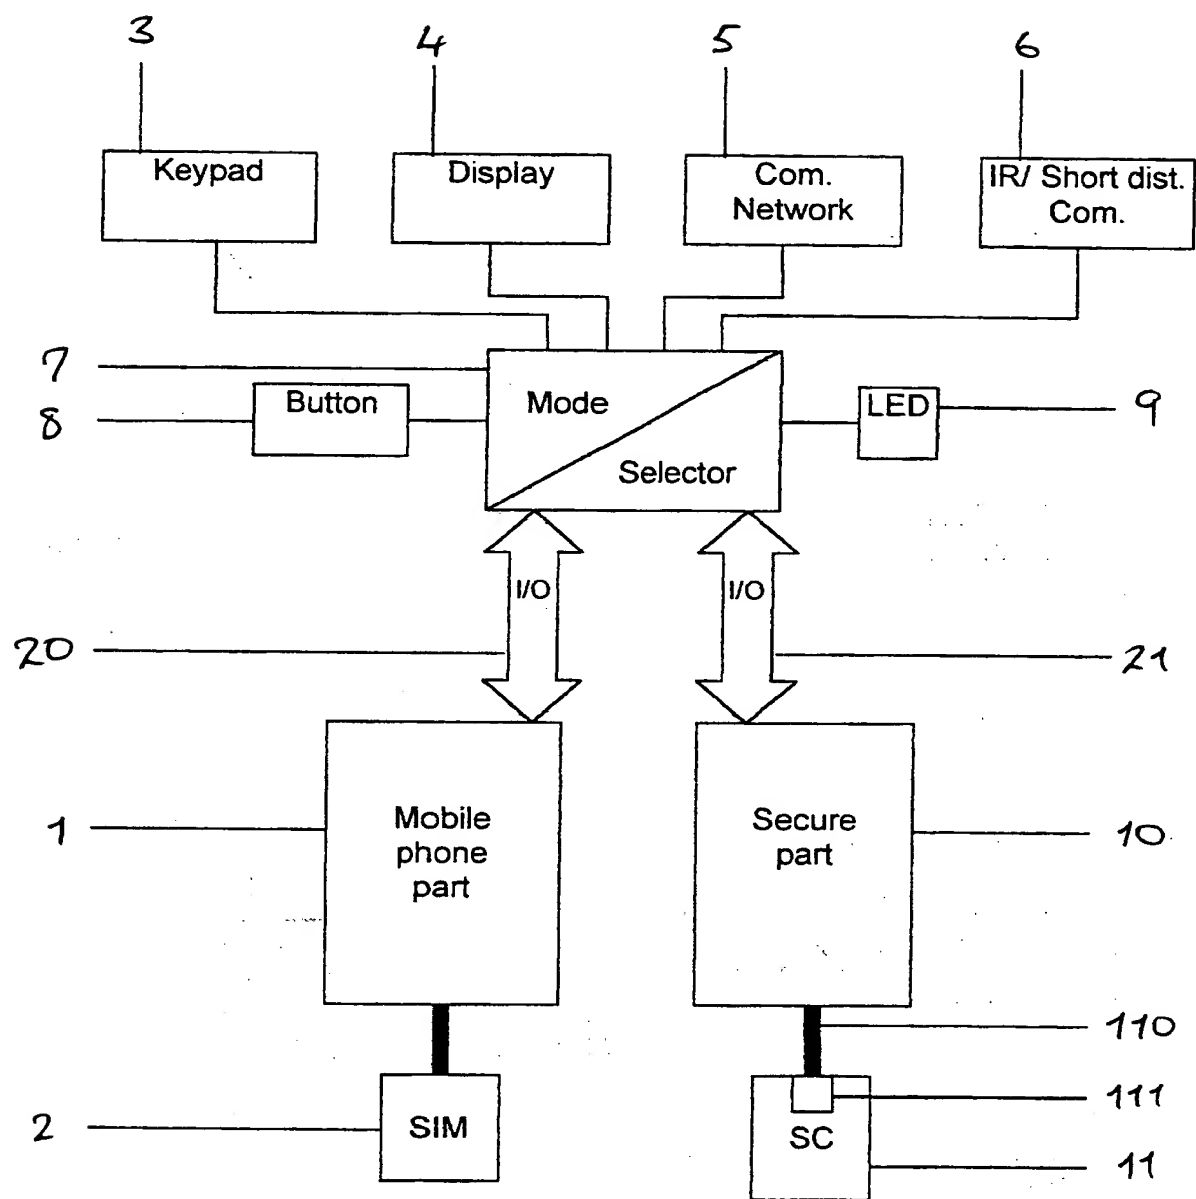 3
4
5
6
Keypad
Display
Com.
Network
IR/ Short dist.
Com.
7
8
Button
Mode
Selector
LED
9
I/O
I/O
20
21
1
Mobile
phone
part
Secure
part
10
110
111
2
SIM
SC
11